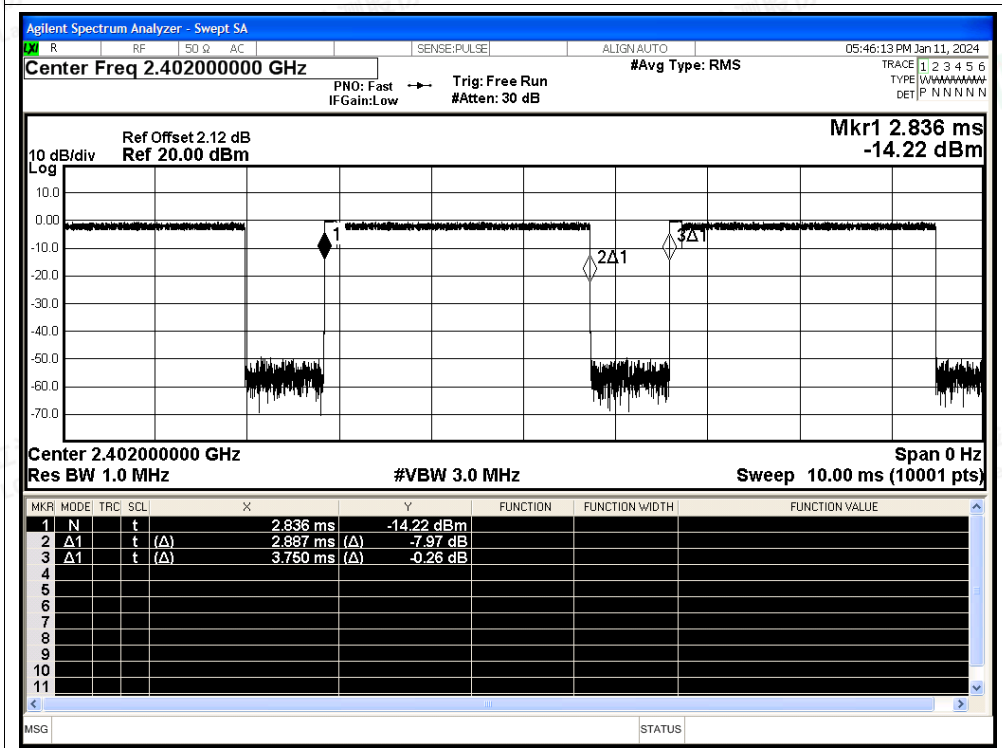 Agilent Spectrum Analyzer - Swept SA
LXI R RF 50 Ω AC SENSE:PULSE ALIGN AUTO 05:46:13 PM Jan 11, 2024
Center Freq 2.402000000 GHz #Avg Type: RMS TRACE 1 2 3 4 5 6
PNO: Fast Trig: Free Run TYPE WWWWWW
IFGain:Low #Atten: 30 dB DET P N N N N N
Mkr1 2.836 ms
-14.22 dBm
Ref Offset 2.12 dB
10 dB/div Ref 20.00 dBm
Log
10.0
0.00
-10.0
-20.0
-30.0
-40.0
-50.0
-60.0
-70.0
1
2Δ1
3Δ1
Center 2.402000000 GHz Span 0 Hz
Res BW 1.0 MHz #VBW 3.0 MHz Sweep 10.00 ms (10001 pts)
MKR MODE TRC SCL X Y FUNCTION FUNCTION WIDTH FUNCTION VALUE
1 N t 2.836 ms -14.22 dBm
2 Δ1 t (Δ) 2.887 ms (Δ) -7.97 dB
3 Δ1 t (Δ) 3.750 ms (Δ) -0.26 dB
4
5
6
7
8
9
10
11
MSG STATUS